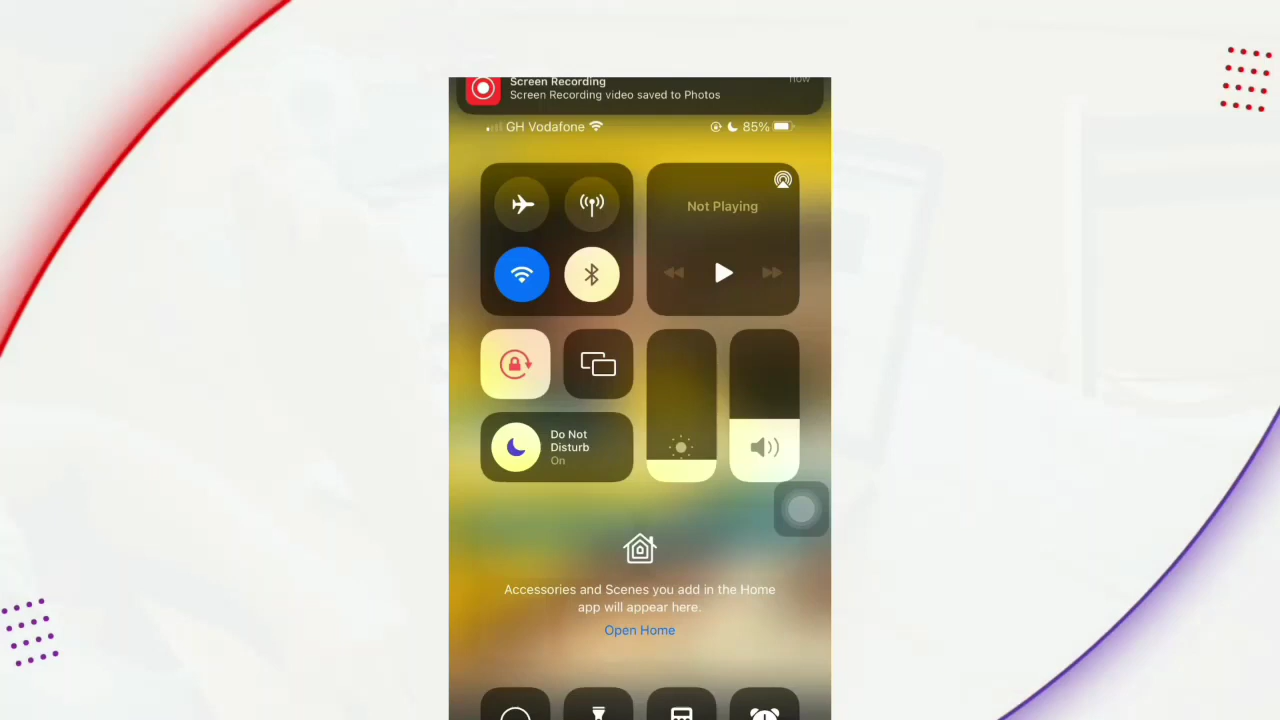 Screen Recording
now
Screen Recording video saved to Photos
GH Vodafone
85%
Not Playing
Do Not
Disturb
On
Accessories and Scenes you add in the Home
app will appear here.
Open Home